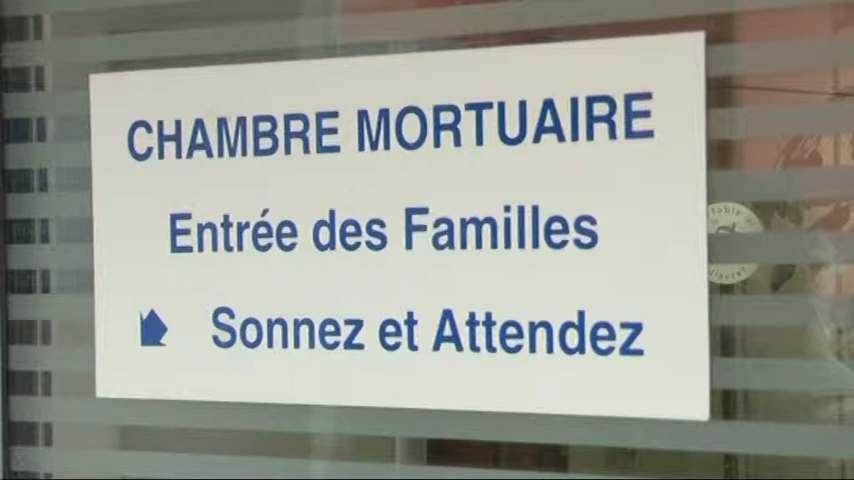 CHAMBRE MORTUAIRE
Entrée des Familles
Sonnez et Attendez